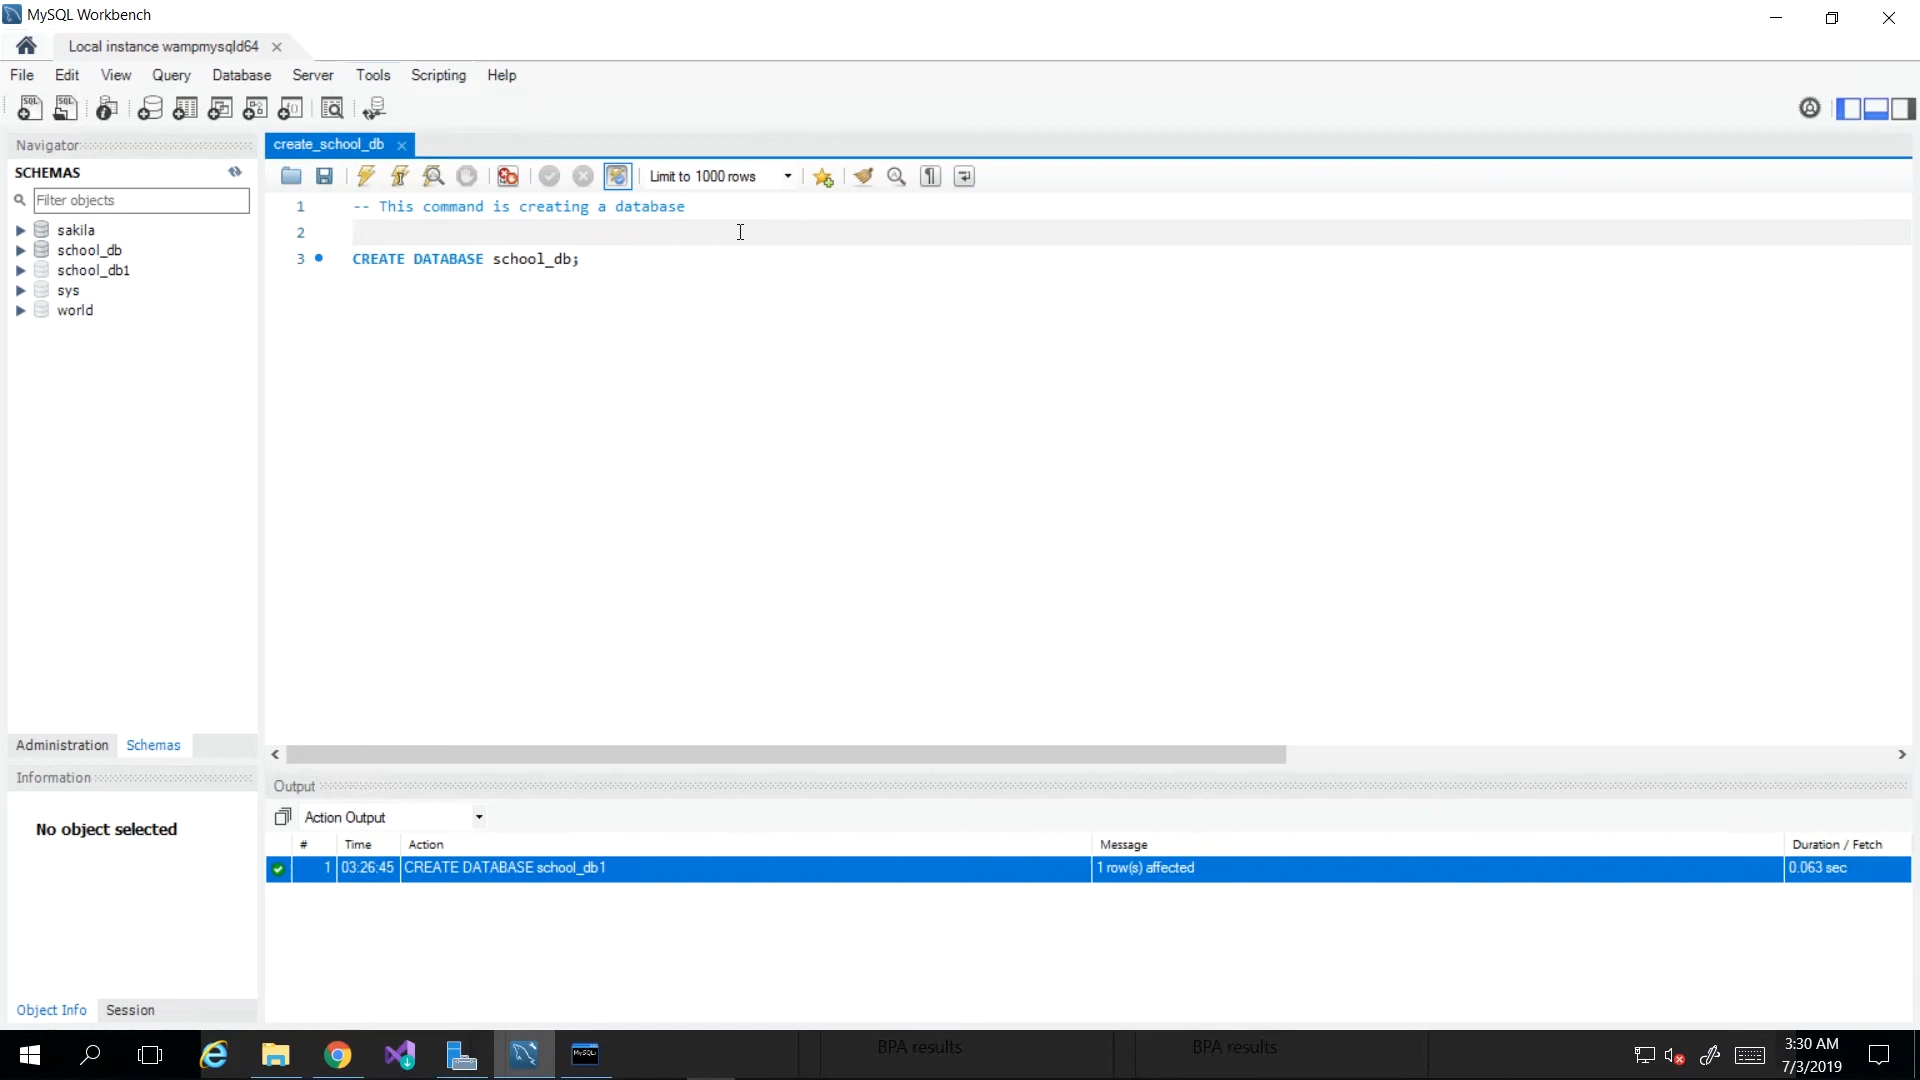 MySQL Workbench
Local instance wampmysqld64
File Edit View Query Database Server Tools Scripting Help
Navigator
create_school_db
SCHEMAS
Limit to 1000 rows
Filter objects
sakila
school_db
school_db1
sys
world
1 -- This command is creating a database
2
3 CREATE DATABASE school_db;
Administration Schemas
Information
No object selected
Object Info Session
Output
Action Output
# Time Action Message Duration / Fetch
1 03:26:45 CREATE DATABASE school_db1 1 row(s) affected 0.063 sec
BPA results BPA results
3:30 AM
7/3/2019